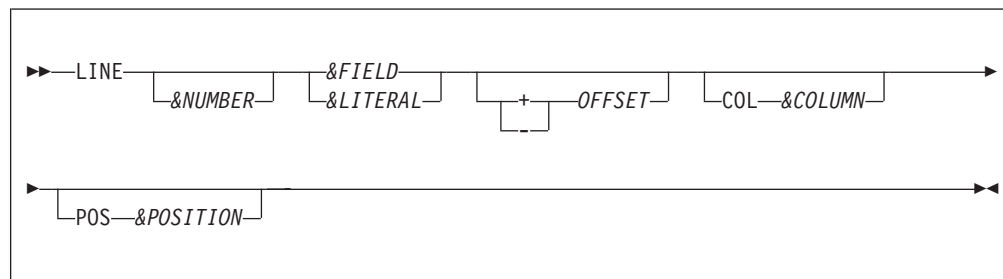 LINE &FIELD + OFFSET COL &COLUMN
&NUMBER &LITERAL -
POS &POSITION